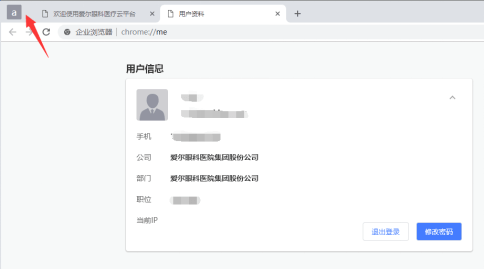 a
欢迎使用爱尔眼科医疗云平台
用户资料
企业浏览器 | chrome://me
用户信息
手机
公司 爱尔眼科医院集团股份公司
部门 爱尔眼科医院集团股份公司
职位
当前IP
退出登录 修改密码